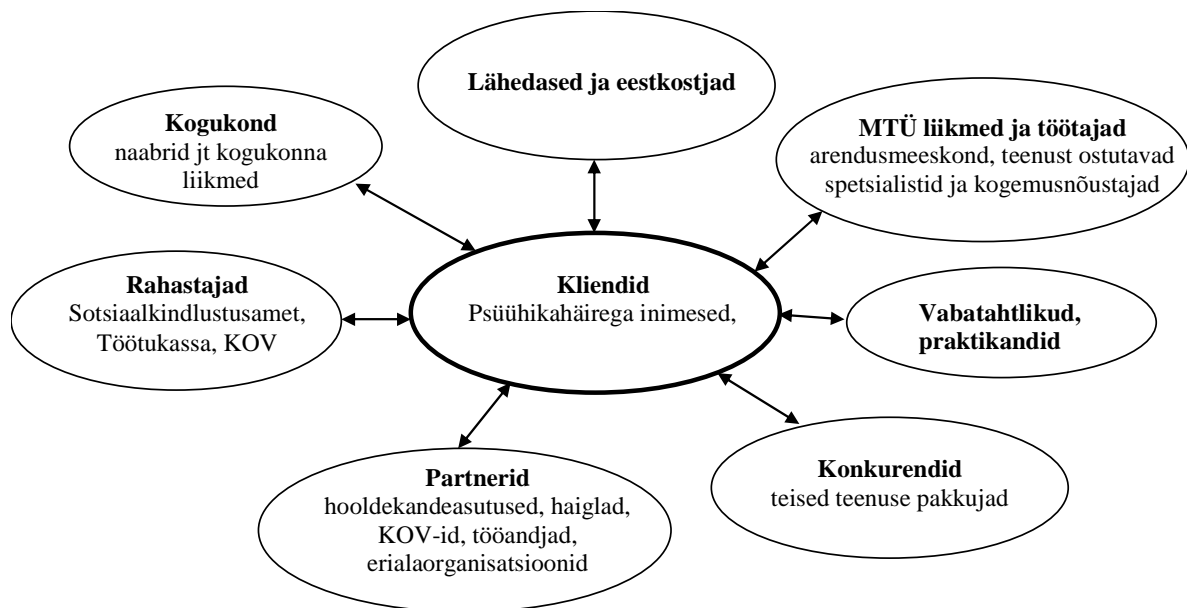 Lähedased ja eestkostjad
Kogukond
naabrid jt kogukonna
liikmed
MTÜ liikmed ja töötajad
arendusmeeskond, teenust ostutavad
spetsialistid ja kogemusnõustajad
Rahastajad
Sotsiaalkindlustusamet,
Töötukassa, KOV
Kliendid
Psüühikahäirega inimesed,
Vabatahtlikud,
praktikandid
Partnerid
hooldekandeasutused, haiglad,
KOV-id, tööandjad,
erialaorganisatsioonid
Konkurendid
teised teenuse pakkujad